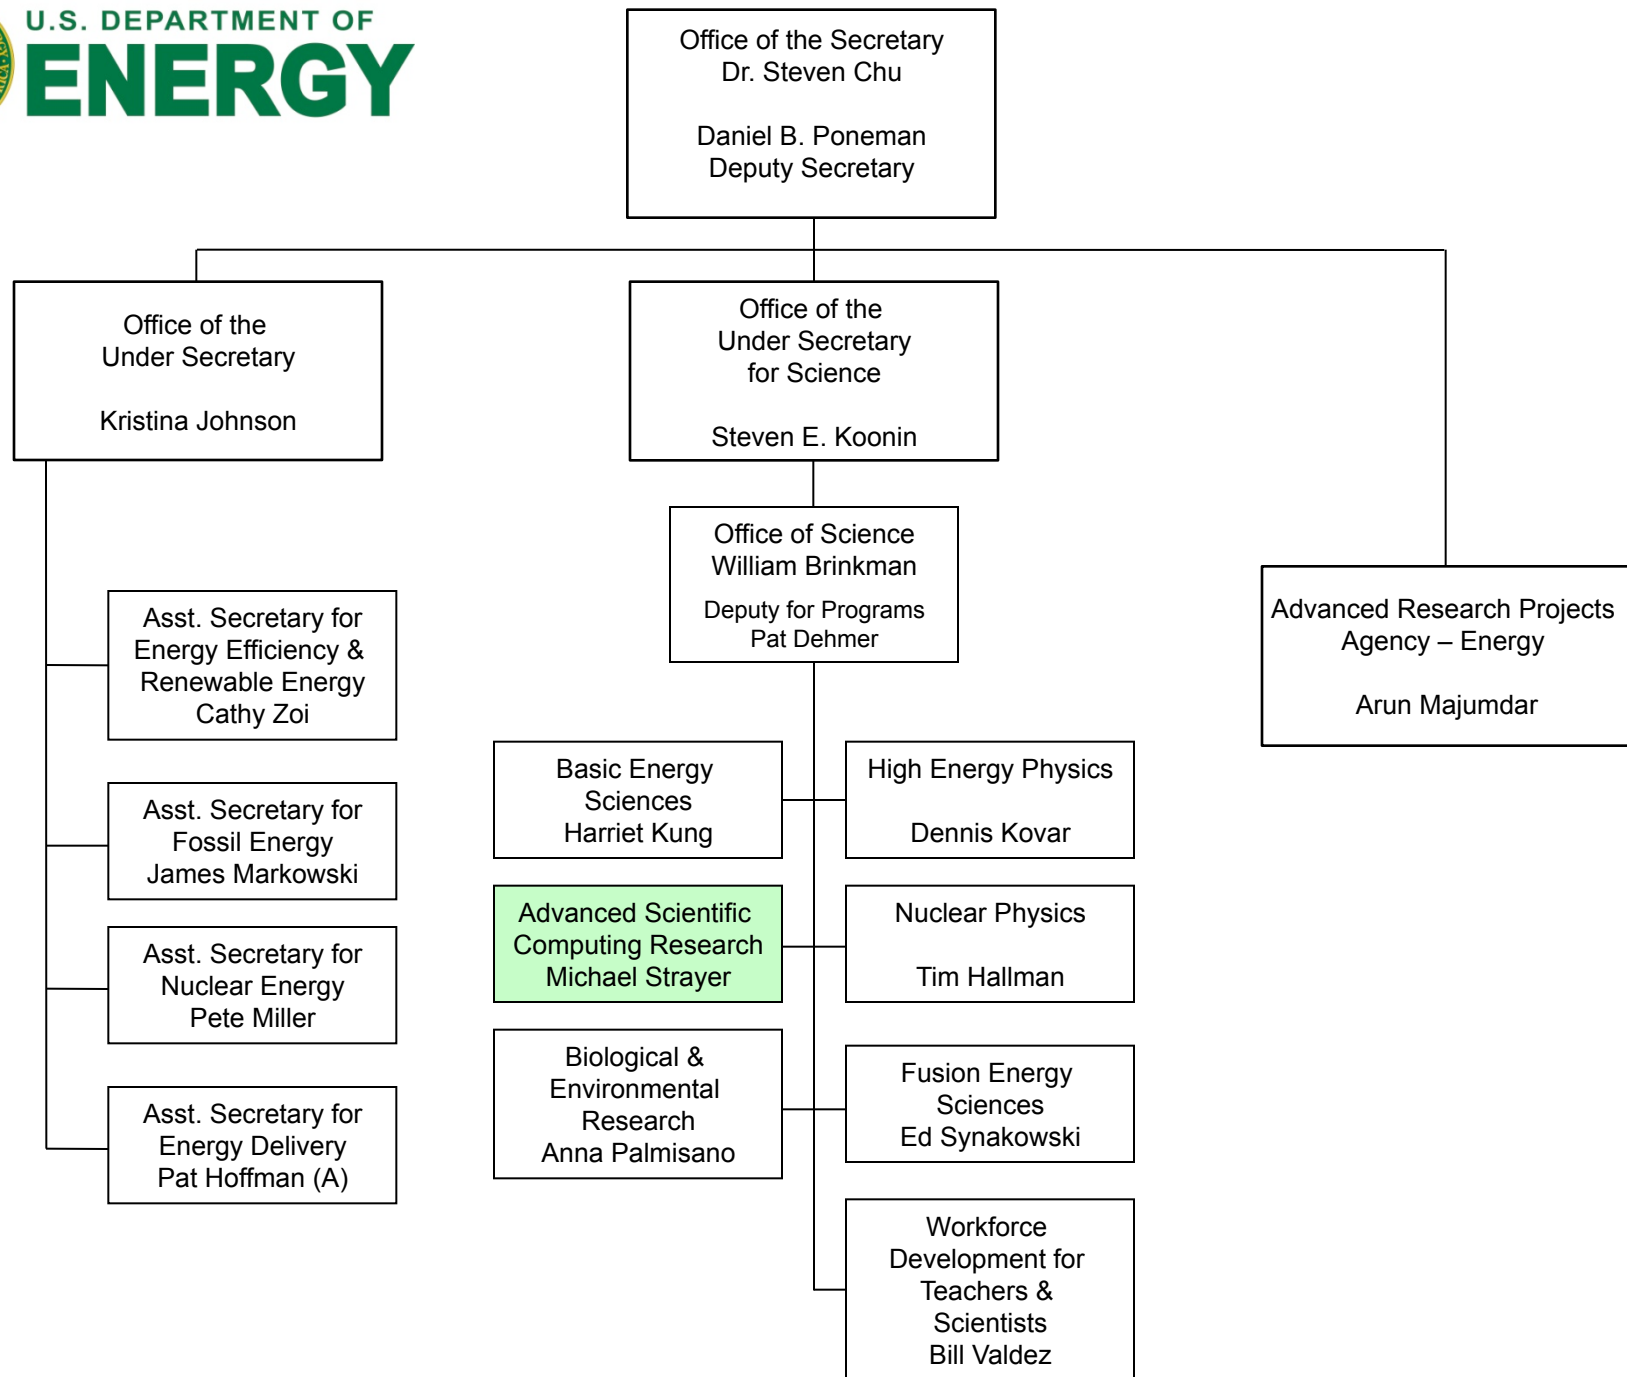 U.S. DEPARTMENT OF
ENERGY
Office of the Secretary
Dr. Steven Chu
Daniel B. Poneman
Deputy Secretary
Office of the
Under Secretary
Kristina Johnson
Office of the
Under Secretary
for Science
Steven E. Koonin
Office of Science
William Brinkman
Deputy for Programs
Pat Dehmer
Advanced Research Projects
Agency – Energy
Arun Majumdar
Asst. Secretary for
Energy Efficiency &
Renewable Energy
Cathy Zoi
Asst. Secretary for
Fossil Energy
James Markowski
Asst. Secretary for
Nuclear Energy
Pete Miller
Asst. Secretary for
Energy Delivery
Pat Hoffman (A)
Basic Energy
Sciences
Harriet Kung
High Energy Physics
Dennis Kovar
Advanced Scientific
Computing Research
Michael Strayer
Nuclear Physics
Tim Hallman
Biological &
Environmental
Research
Anna Palmisano
Fusion Energy
Sciences
Ed Synakowski
Workforce
Development for
Teachers &
Scientists
Bill Valdez